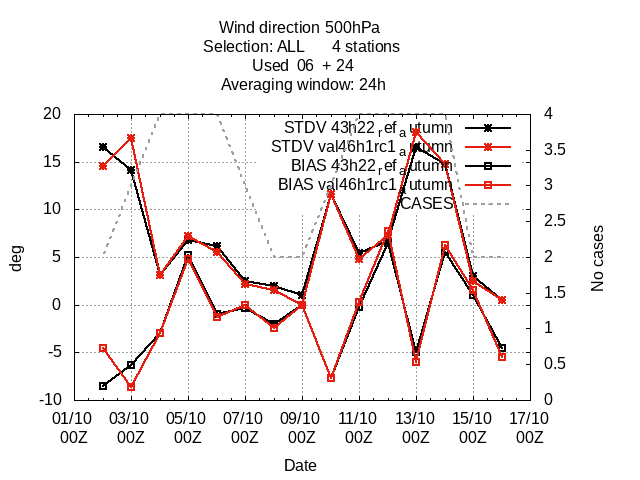 Wind direction 500hPa
Selection: ALL 4 stations
Used 06 + 24
Averaging window: 24h
STDV 43h22_ref_autumn
STDV val46h1rc1_autumn
BIAS 43h22_ref_autumn
BIAS val46h1rc1_autumn
CASES
20
15
10
5
0
-5
-10
deg
4
3.5
3
2.5
2
1.5
1
0.5
0
No cases
01/10 03/10 05/10 07/10 09/10 11/10 13/10 15/10 17/10
00Z 00Z 00Z 00Z 00Z 00Z 00Z 00Z 00Z
Date